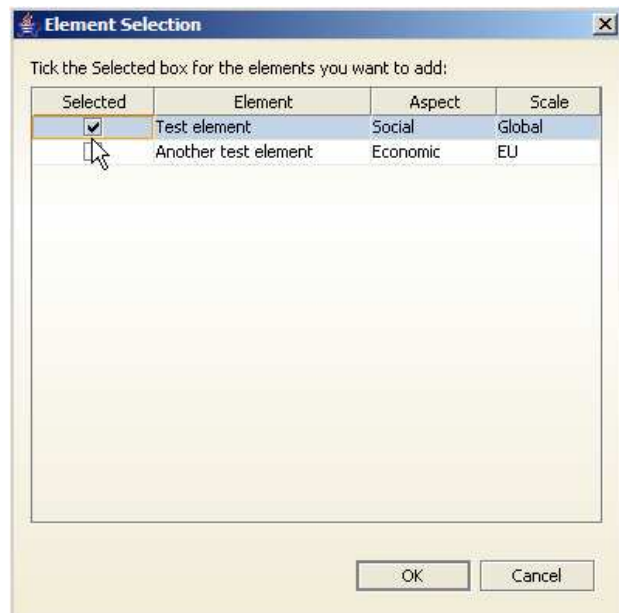 Element Selection
Tick the Selected box for the elements you want to add:
Selected Element Aspect Scale
Test element Social Global
Another test element Economic EU
OK Cancel